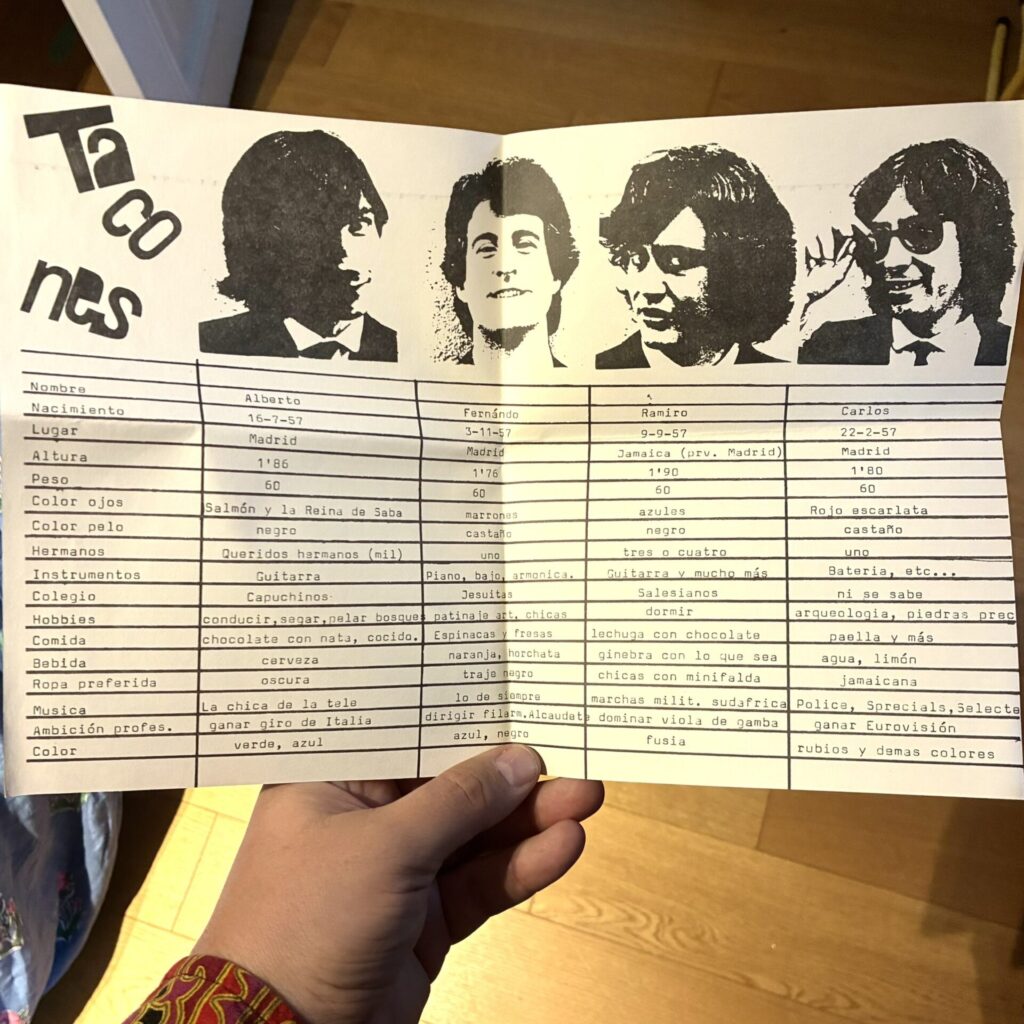 Taco
nes
Nombre Alberto Fernándo Ramiro Carlos
Nacimiento 16-7-57 3-11-57 9-9-57 22-2-57
Lugar Madrid Madrid Jamaica (prv. Madrid) Madrid
Altura 1'86 1'76 1'90 1'80
Peso 60 60 60 60
Color ojos Salmón y la Reina de Saba marrones azules Rojo escarlata
Color pelo negro castaño negro castaño
Hermanos Queridos hermanos (mil) uno tres o cuatro uno
Instrumentos Guitarra Piano, bajo, armonica. Guitarra y mucho más Bateria, etc...
Colegio Capuchinos Jesuitas Salesianos ni se sabe
Hobbies conducir,segar,pelar bosques patinaje art, chicas dormir arqueologia, piedras prec
Comida chocolate con nata, cocido. Espinacas y fresas lechuga con chocolate paella y más
Bebida cerveza naranja, horchata ginebra con lo que sea agua, limón
Ropa preferida oscura traje negro chicas con minifalda jamaicana
Musica La chica de la tele lo de siempre marchas milit. sudafrica Police, Sprecials,Selecte
Ambición profes. ganar giro de Italia dirigir filarm.Alcaudete dominar viola de gamba ganar Eurovisión
Color verde, azul azul, negro fusia rubios y demas colores